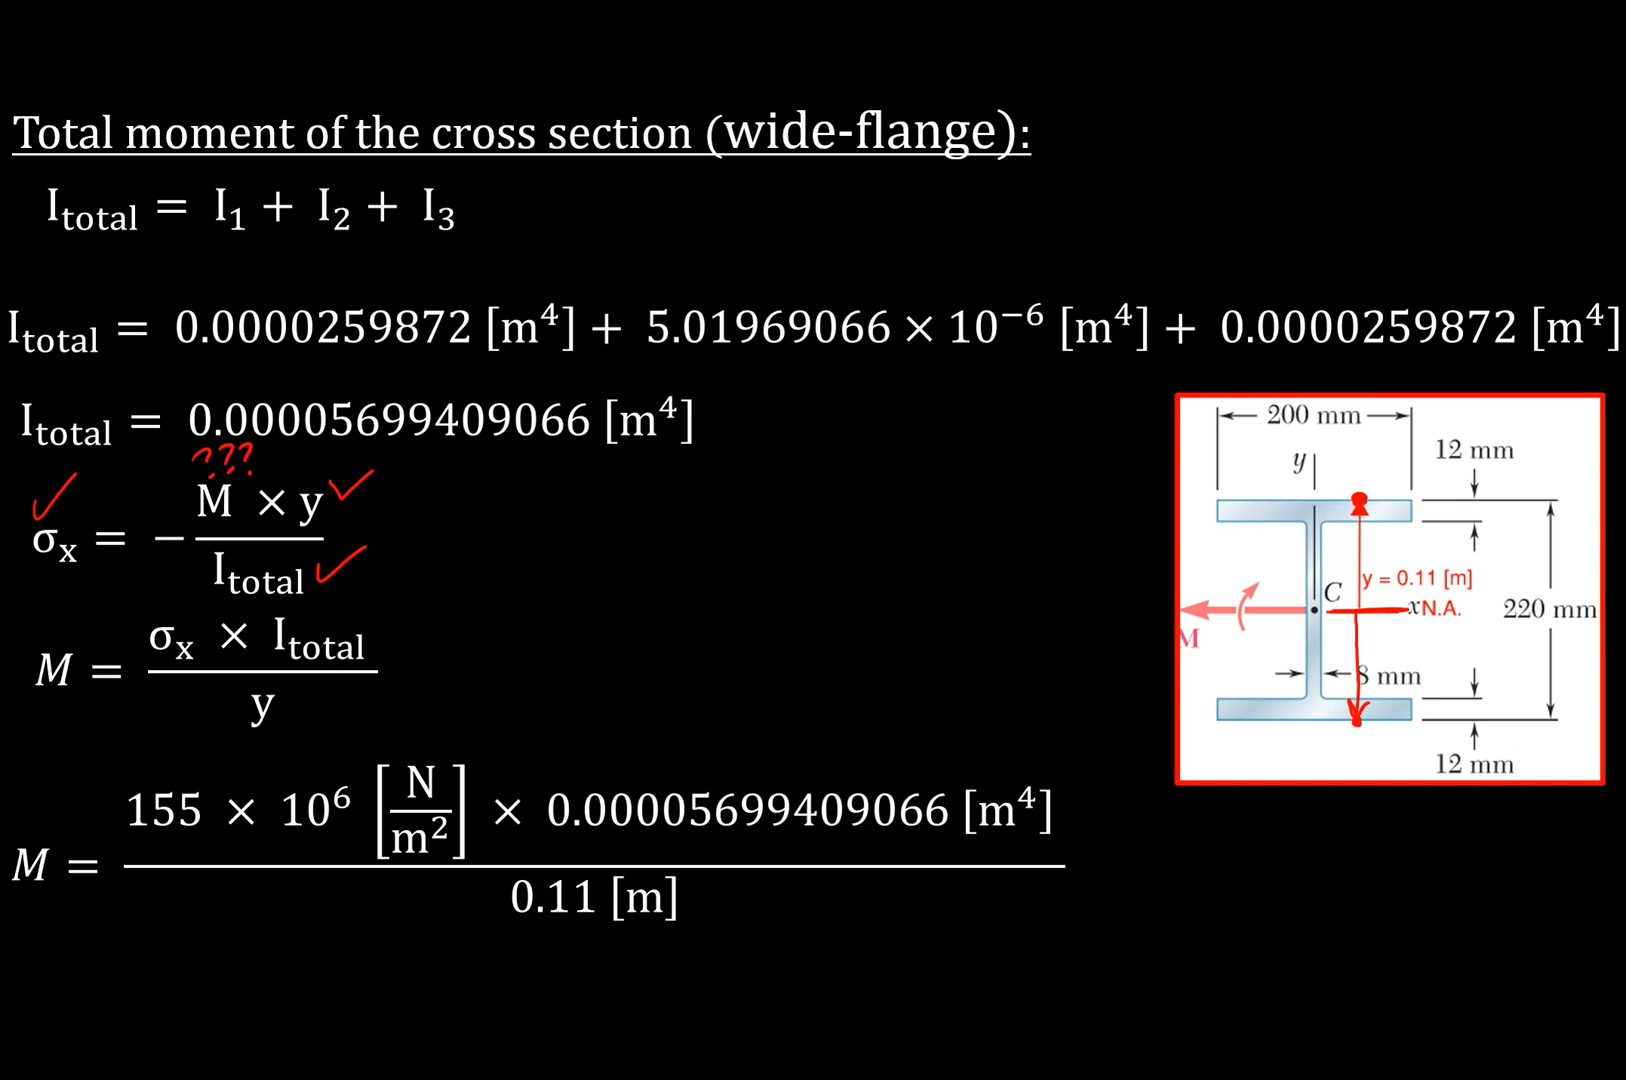 Total moment of the cross section (wide-flange):
I_total = I₁ + I₂ + I₃
I_total = 0.0000259872 [m⁴] + 5.01969066 × 10⁻⁶ [m⁴] + 0.0000259872 [m⁴]
I_total = 0.00005699409066 [m⁴]
???
σₓ = − M × y / I_total
M = σₓ × I_total / y
M = 155 × 10⁶ [N/m²] × 0.00005699409066 [m⁴] / 0.11 [m]
200 mm
y
12 mm
y = 0.11 [m]
C
x N.A.
220 mm
M
8 mm
12 mm